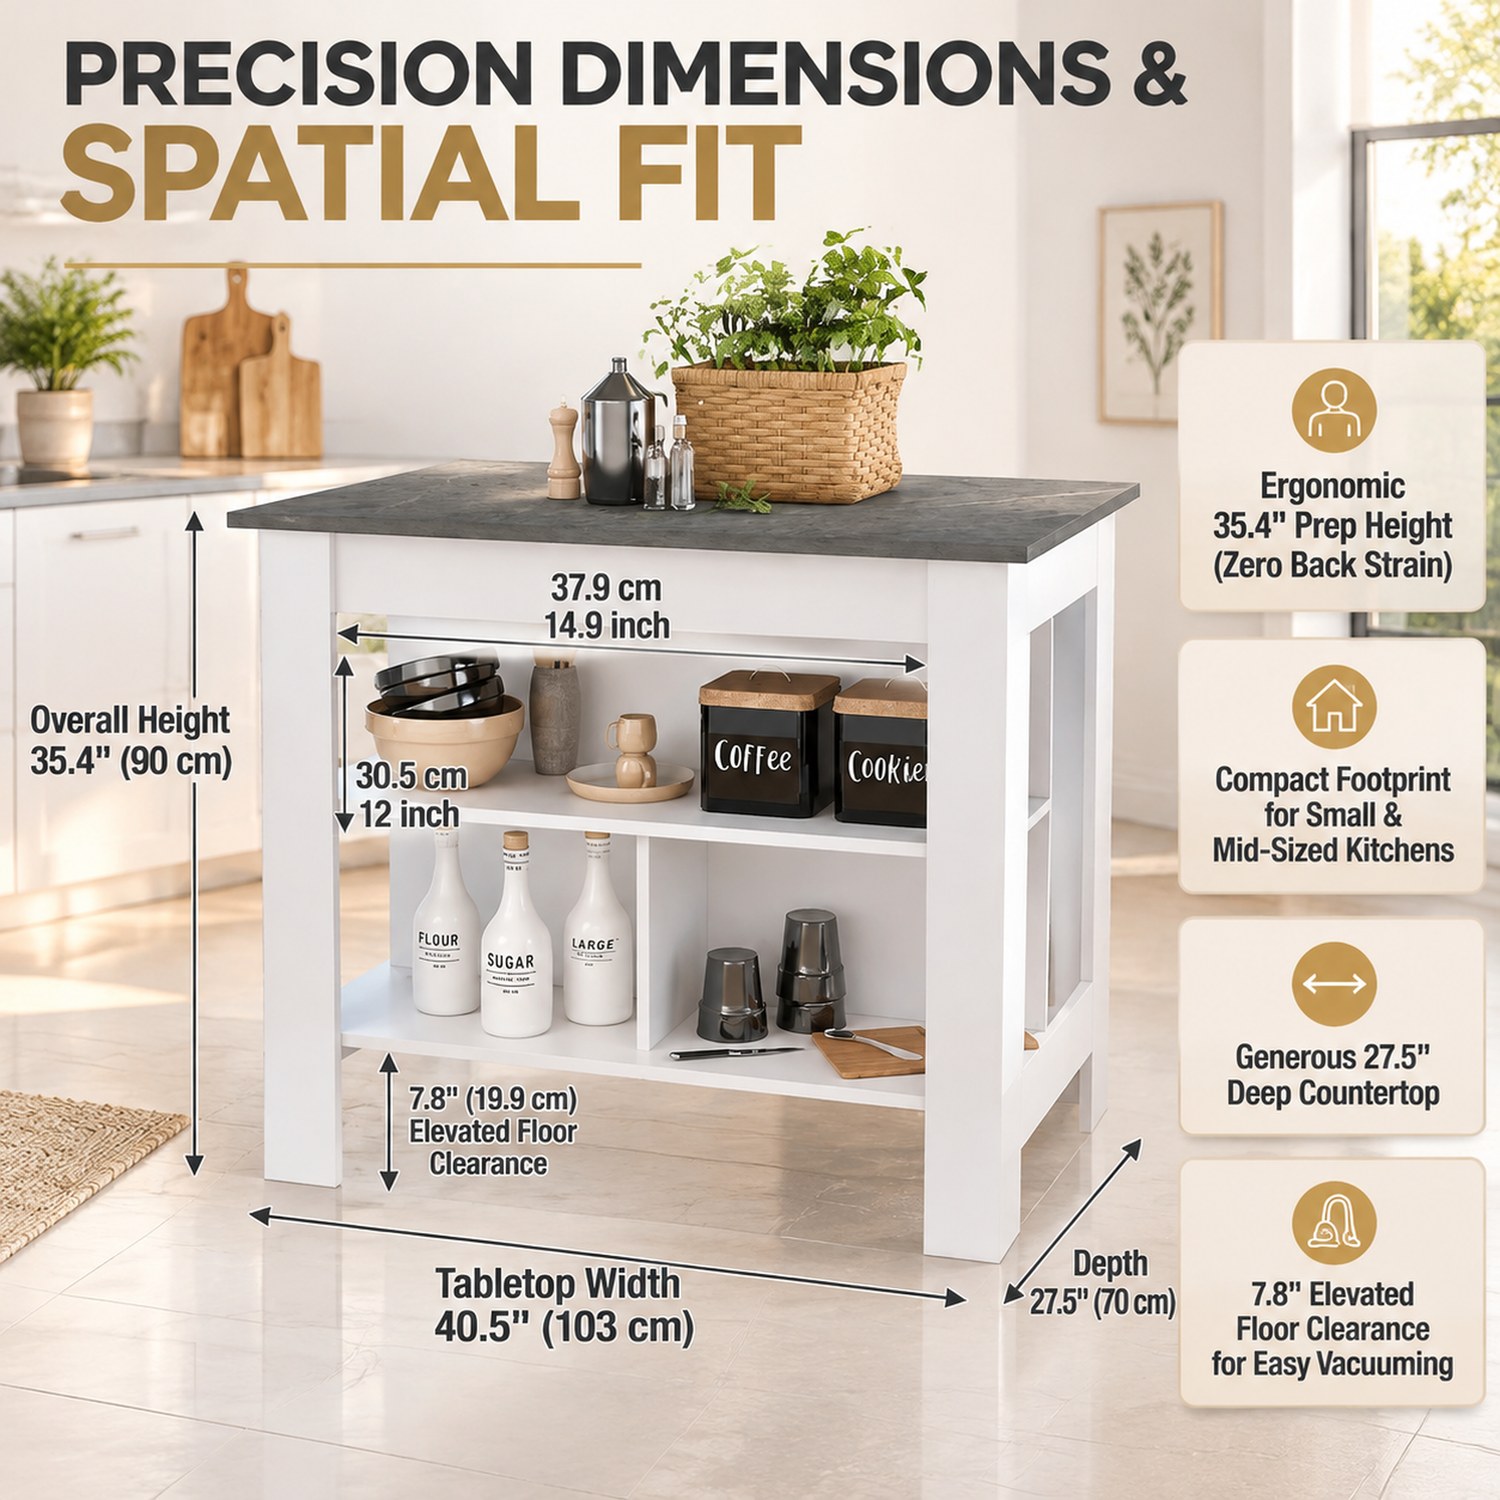 PRECISION DIMENSIONS &
SPATIAL FIT
Ergonomic
35.4" Prep Height
(Zero Back Strain)
37.9 cm
14.9 inch
Overall Height
35.4" (90 cm)
30.5 cm
12 inch
COFFee
Cookie
Compact Footprint
for Small &
Mid-Sized Kitchens
FLOUR
SUGAR
LARGE
Generous 27.5"
Deep Countertop
7.8" (19.9 cm)
Elevated Floor
Clearance
Tabletop Width
40.5" (103 cm)
Depth
27.5" (70 cm)
7.8" Elevated
Floor Clearance
for Easy Vacuuming